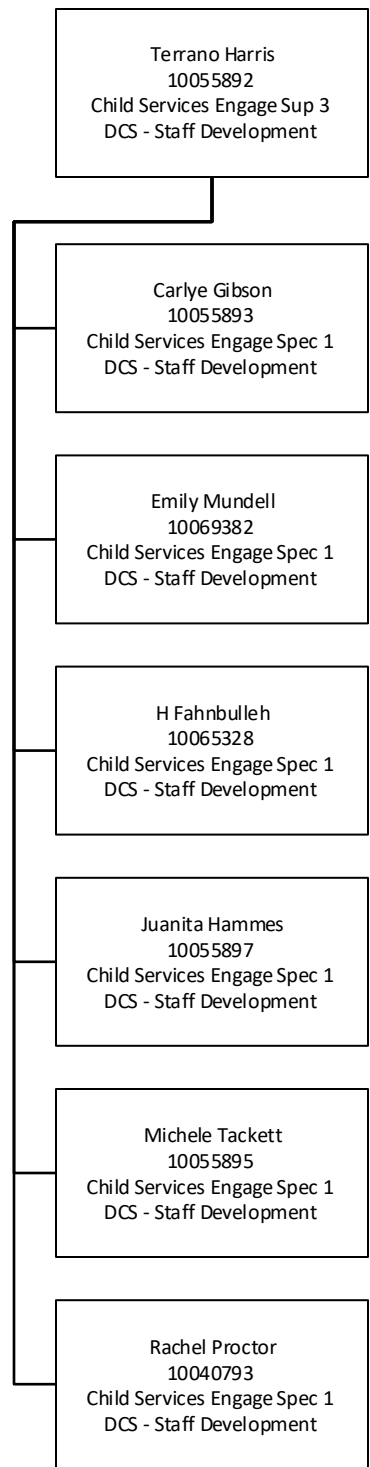 Terrano Harris
10055892
Child Services Engage Sup 3
DCS - Staff Development
Carlye Gibson
10055893
Child Services Engage Spec 1
DCS - Staff Development
Emily Mundell
10069382
Child Services Engage Spec 1
DCS - Staff Development
H Fahnbulleh
10065328
Child Services Engage Spec 1
DCS - Staff Development
Juanita Hammes
10055897
Child Services Engage Spec 1
DCS - Staff Development
Michele Tackett
10055895
Child Services Engage Spec 1
DCS - Staff Development
Rachel Proctor
10040793
Child Services Engage Spec 1
DCS - Staff Development